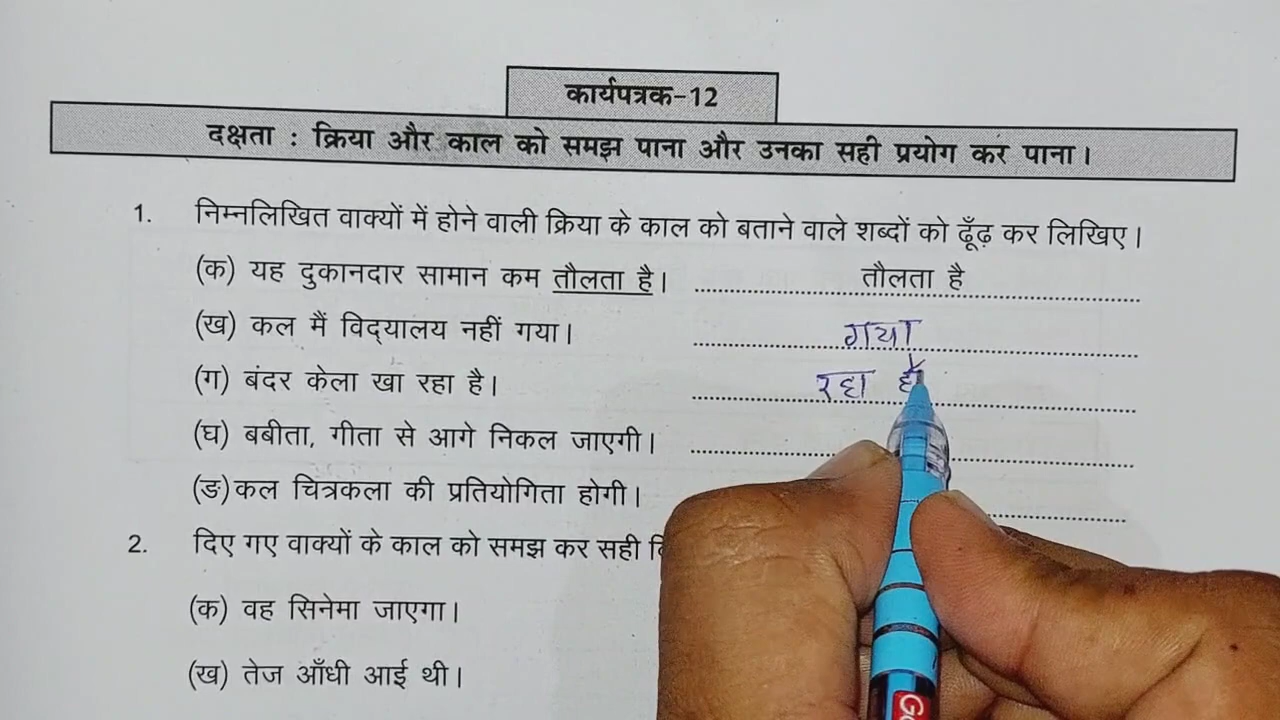 कार्यपत्रक-12
दक्षता : क्रिया और काल को समझ पाना और उनका सही प्रयोग कर पाना।
1. निम्नलिखित वाक्यों में होने वाली क्रिया के काल को बताने वाले शब्दों को ढूँढ़ कर लिखिए।
(क) यह दुकानदार सामान कम तौलता है। तौलता है
(ख) कल मैं विद्‌यालय नहीं गया। गया
(ग) बंदर केला खा रहा है। रहा है
(घ) बबीता, गीता से आगे निकल जाएगी।
(ङ) कल चित्रकला की प्रतियोगिता होगी।
2. दिए गए वाक्यों के काल को समझ कर सही
(क) वह सिनेमा जाएगा।
(ख) तेज आँधी आई थी।